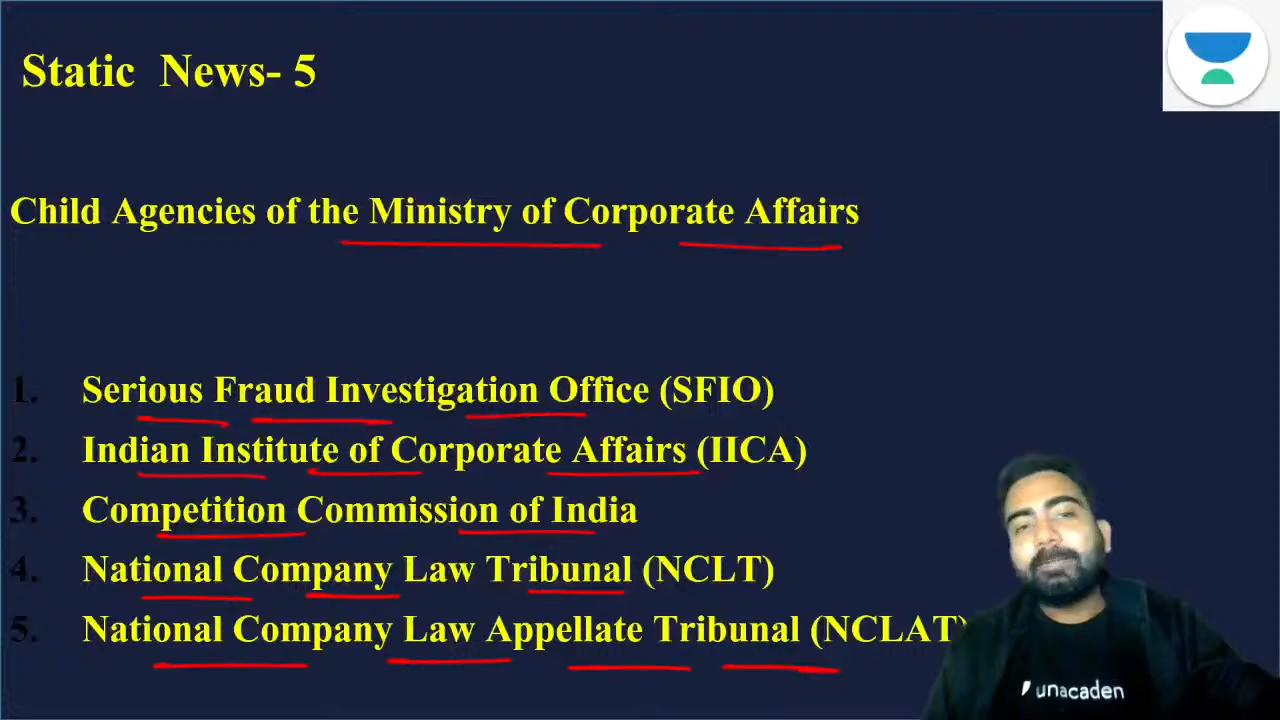 Static News- 5
Child Agencies of the Ministry of Corporate Affairs
1. Serious Fraud Investigation Office (SFIO)
2. Indian Institute of Corporate Affairs (IICA)
3. Competition Commission of India
4. National Company Law Tribunal (NCLT)
5. National Company Law Appellate Tribunal (NCLAT)
unacaden